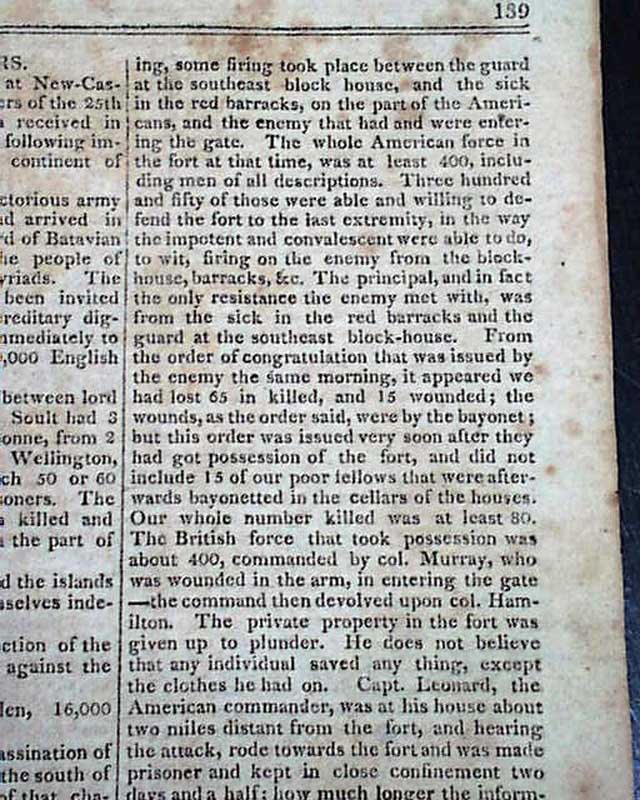 139
RS.
at New-Cas-
ers of the 25th
received in
following im-
continent of
ctorious army
d arrived in
rd of Batavian
he people of
yriads. The
been invited
ereditary dig-
mmediately to
,000 English
between lord
Soult had 3
onne, from 2
Wellington,
ch 50 or 60
soners. The
killed and
the part of
d the islands
selves inde-
ction of the
against the
len, 16,000
assination of
the south of
of that cha-
ing, some firing took place between the guard
at the southeast block house, and the sick
in the red barracks, on the part of the Ameri-
cans, and the enemy that had and were enter-
ing the gate. The whole American force in
the fort at that time, was at least 400, inclu-
ding men of all descriptions. Three hundred
and fifty of those were able and willing to de-
fend the fort to the last extremity, in the way
the impotent and convalescent were able to do,
to wit, firing on the enemy from the block-
house, barracks, &c. The principal, and in fact
the only resistance the enemy met with, was
from the sick in the red barracks and the
guard at the southeast block-house. From
the order of congratulation that was issued by
the enemy the same morning, it appeared we
had lost 65 in killed, and 15 wounded; the
wounds, as the order said, were by the bayonet;
but this order was issued very soon after they
had got possession of the fort, and did not
include 15 of our poor fellows that were after-
wards bayonetted in the cellars of the houses.
Our whole number killed was at least 80.
The British force that took possession was
about 400, commanded by col. Murray, who
was wounded in the arm, in entering the gate
—the command then devolved upon col. Ham-
ilton. The private property in the fort was
given up to plunder. He does not believe
that any individual saved any thing, except
the clothes he had on. Capt. Leonard, the
American commander, was at his house about
two miles distant from the fort, and hearing
the attack, rode towards the fort and was made
prisoner and kept in close confinement two
days and a half; how much longer the inform-